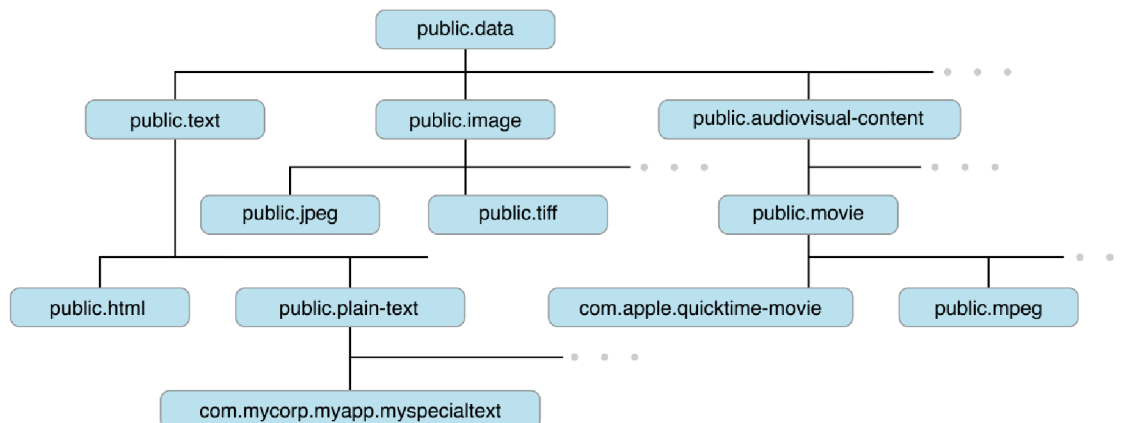 public.data
public.text
public.image
public.audiovisual-content
public.jpeg
public.tiff
public.movie
public.html
public.plain-text
com.apple.quicktime-movie
public.mpeg
com.mycorp.myapp.myspecialtext